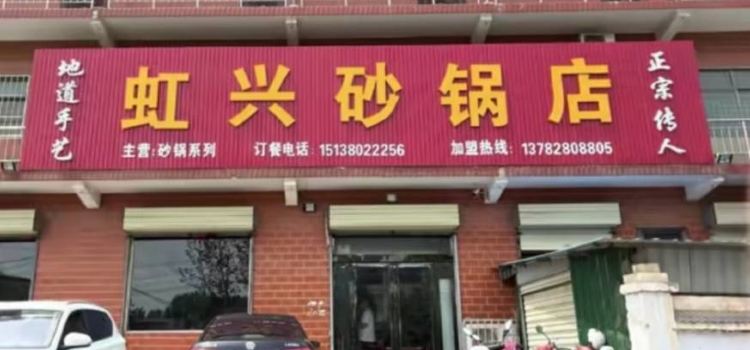 地道手艺
虹兴砂锅店
正宗传人
主营:砂锅系列 订餐电话: 15138022256 加盟热线: 13782808805